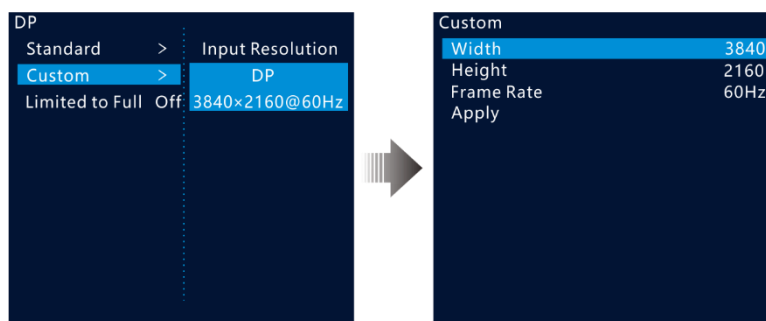 DP
Standard > Input Resolution
Custom > DP
Limited to Full Off 3840×2160@60Hz
Custom
Width 3840
Height 2160
Frame Rate 60Hz
Apply